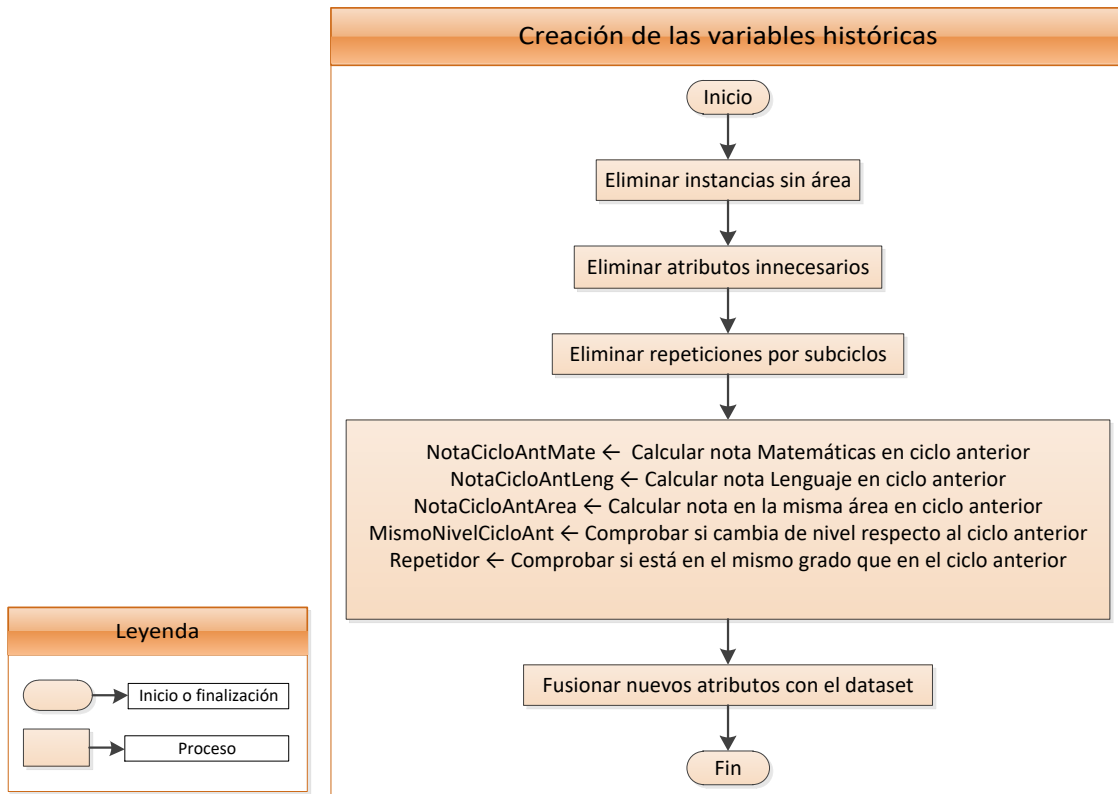 Creación de las variables históricas
Inicio
Eliminar instancias sin área
Eliminar atributos innecesarios
Eliminar repeticiones por subciclos
NotaCicloAntMate ← Calcular nota Matemáticas en ciclo anterior
NotaCicloAntLeng ← Calcular nota Lenguaje en ciclo anterior
NotaCicloAntArea ← Calcular nota en la misma área en ciclo anterior
MismoNivelCicloAnt ← Comprobar si cambia de nivel respecto al ciclo anterior
Repetidor ← Comprobar si está en el mismo grado que en el ciclo anterior
Fusionar nuevos atributos con el dataset
Fin
Leyenda
Inicio o finalización
Proceso